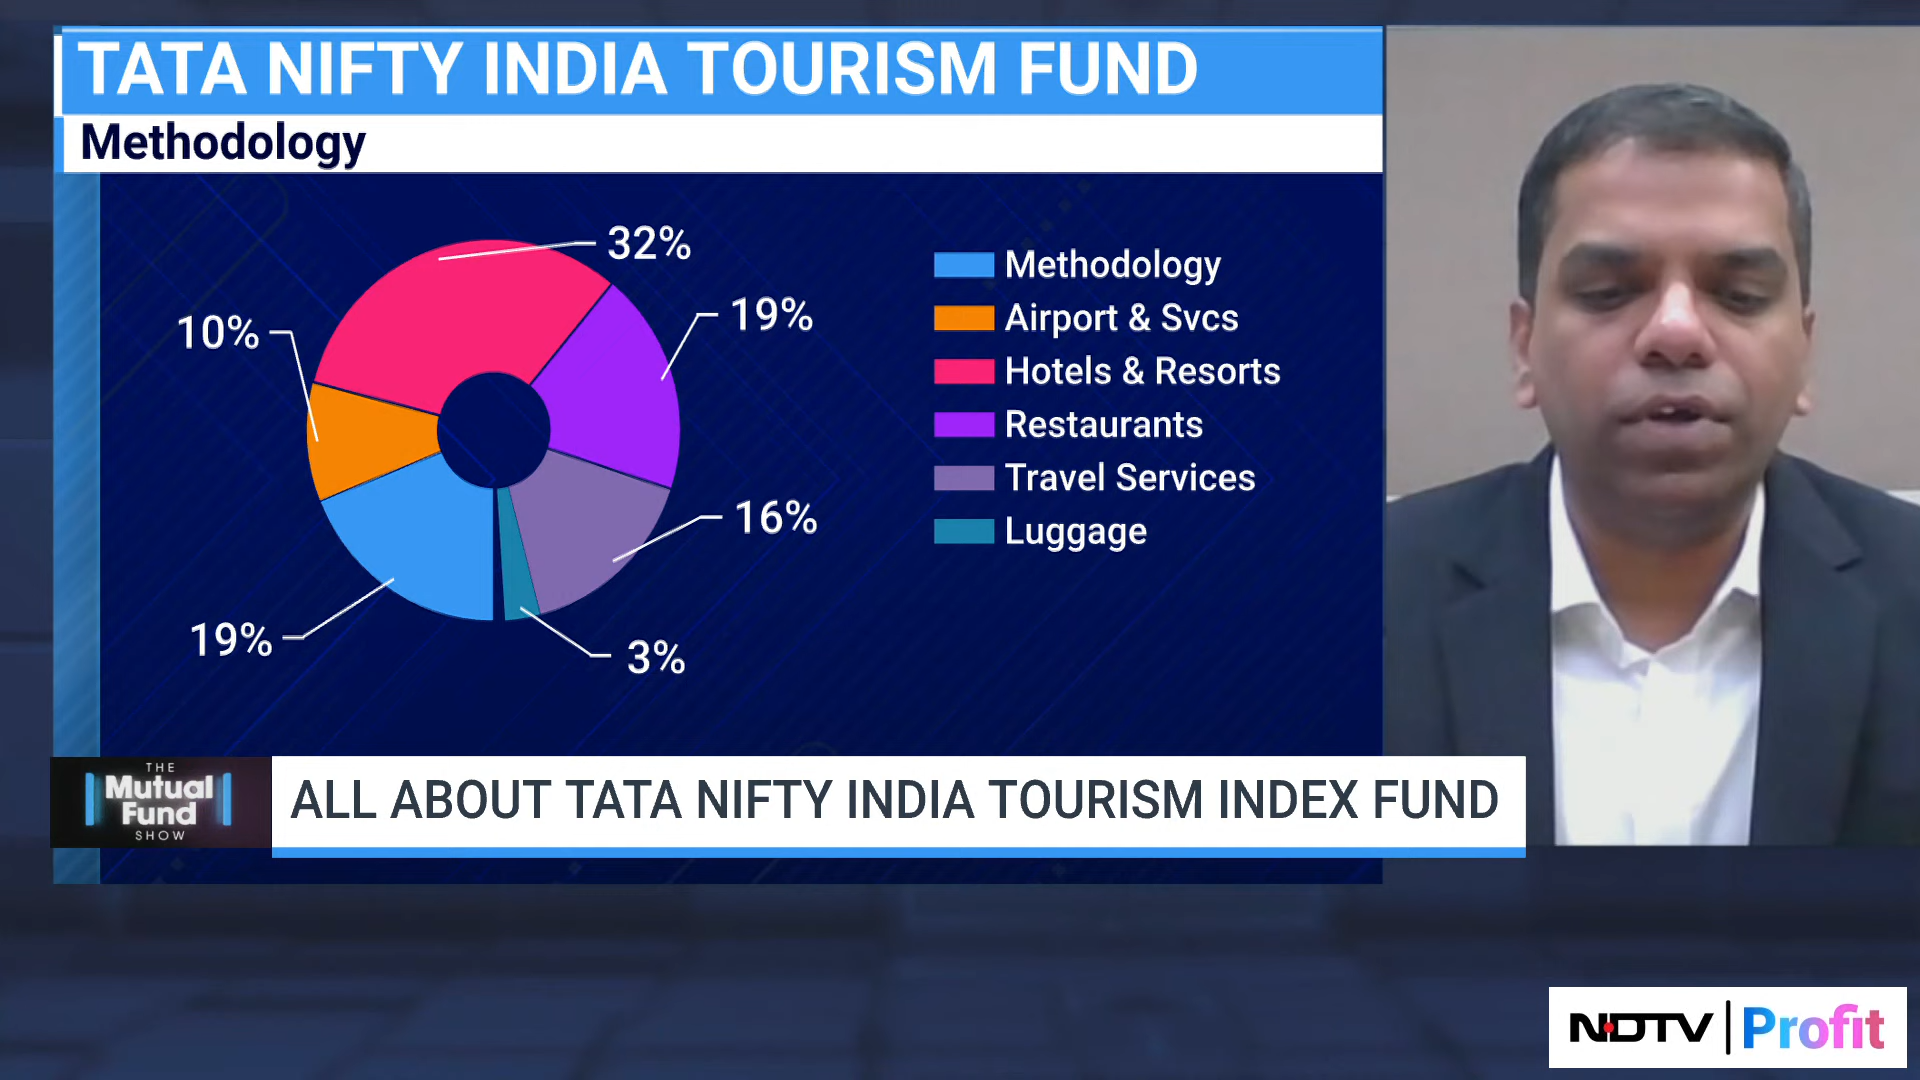 TATA NIFTY INDIA TOURISM FUND
Methodology
32%
19%
10%
16%
19%
3%
Methodology
Airport & Svcs
Hotels & Resorts
Restaurants
Travel Services
Luggage
THE
Mutual
Fund
SHOW
ALL ABOUT TATA NIFTY INDIA TOURISM INDEX FUND
NDTV Profit